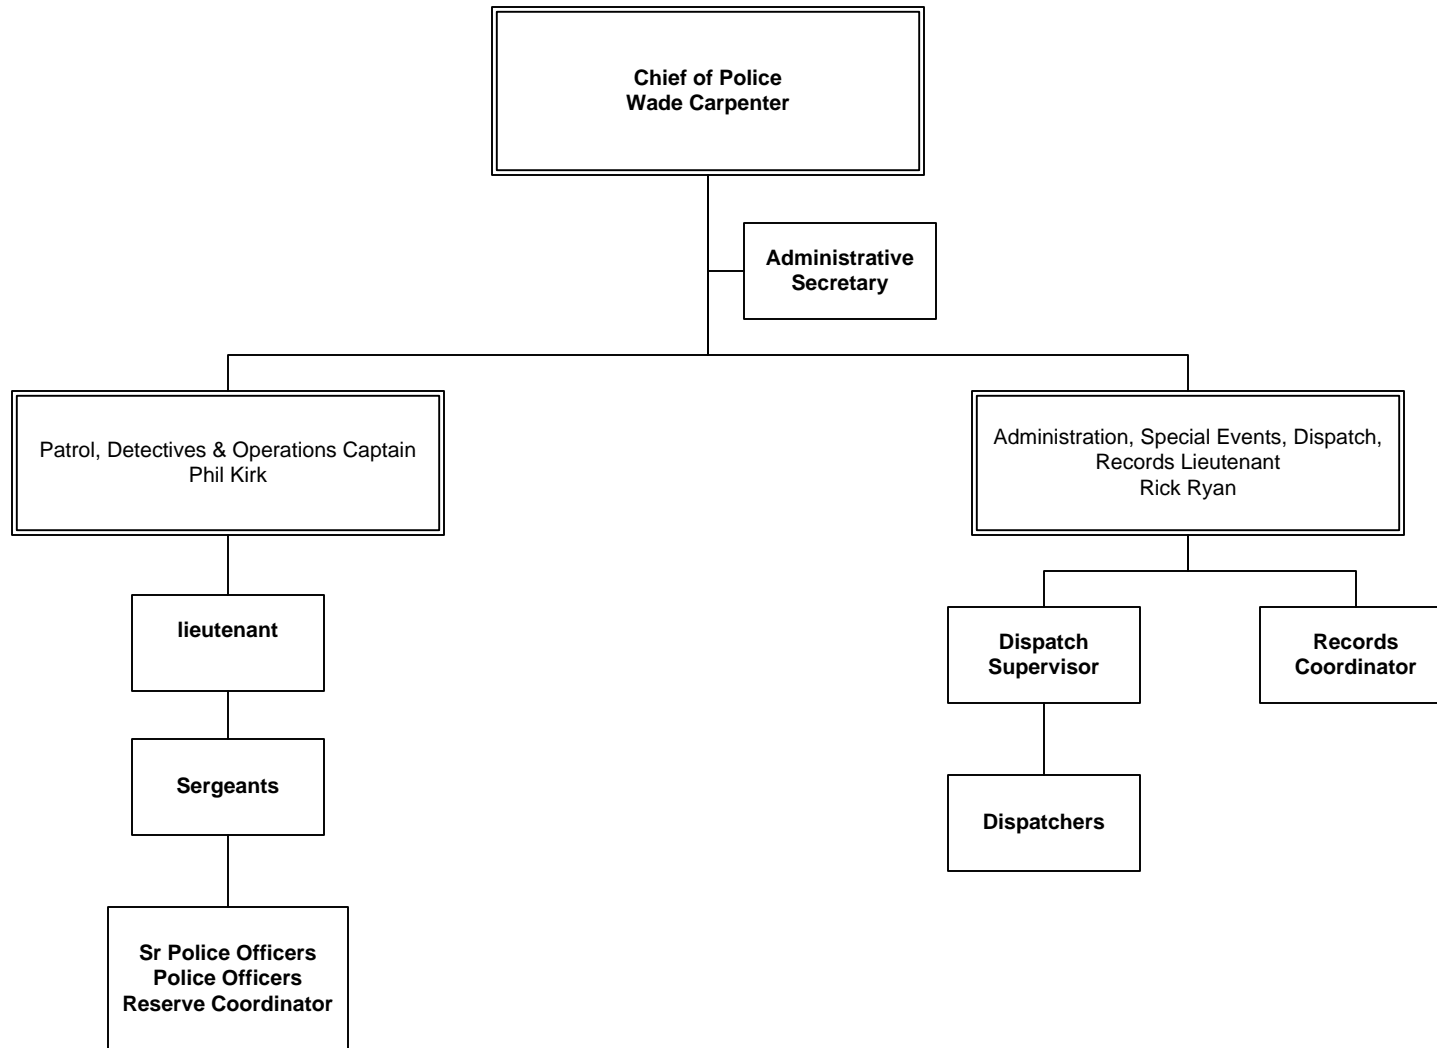 Chief of Police
Wade Carpenter
Administrative
Secretary
Patrol, Detectives & Operations Captain
Phil Kirk
Administration, Special Events, Dispatch,
Records Lieutenant
Rick Ryan
lieutenant
Dispatch
Supervisor
Records
Coordinator
Sergeants
Dispatchers
Sr Police Officers
Police Officers
Reserve Coordinator